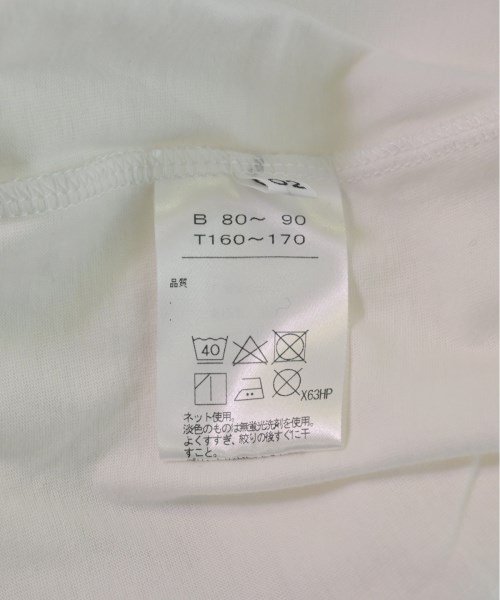 B 80～ 90
T160～170
品質
40
X63HP
ネット使用。
淡色のものは無蛍光洗剤を使用。
よくすすぎ、絞りの後すぐに干
すこと。